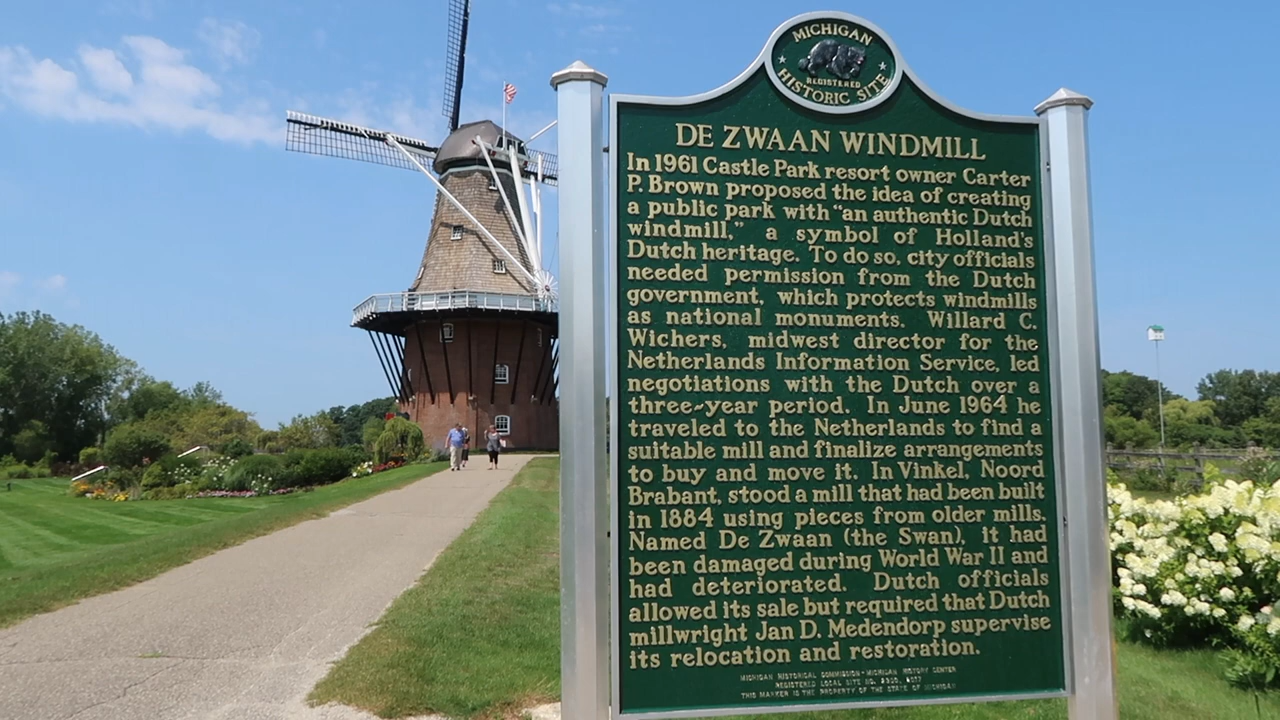 MICHIGAN
REGISTERED
HISTORIC SITE
DE ZWAAN WINDMILL
In 1961 Castle Park resort owner Carter
P. Brown proposed the idea of creating
a public park with "an authentic Dutch
windmill," a symbol of Holland's
Dutch heritage. To do so, city officials
needed permission from the Dutch
government, which protects windmills
as national monuments. Willard C.
Wichers, midwest director for the
Netherlands Information Service, led
negotiations with the Dutch over a
three-year period. In June 1964 he
traveled to the Netherlands to find a
suitable mill and finalize arrangements
to buy and move it. In Vinkel, Noord
Brabant, stood a mill that had been built
in 1884 using pieces from older mills.
Named De Zwaan (the Swan), it had
been damaged during World War II and
had deteriorated. Dutch officials
allowed its sale but required that Dutch
millwright Jan D. Medendorp supervise
its relocation and restoration.
MICHIGAN HISTORICAL COMMISSION - MICHIGAN HISTORY CENTER
REGISTERED LOCAL SITE NO.
THIS MARKER IS THE PROPERTY OF THE STATE OF MICHIGAN